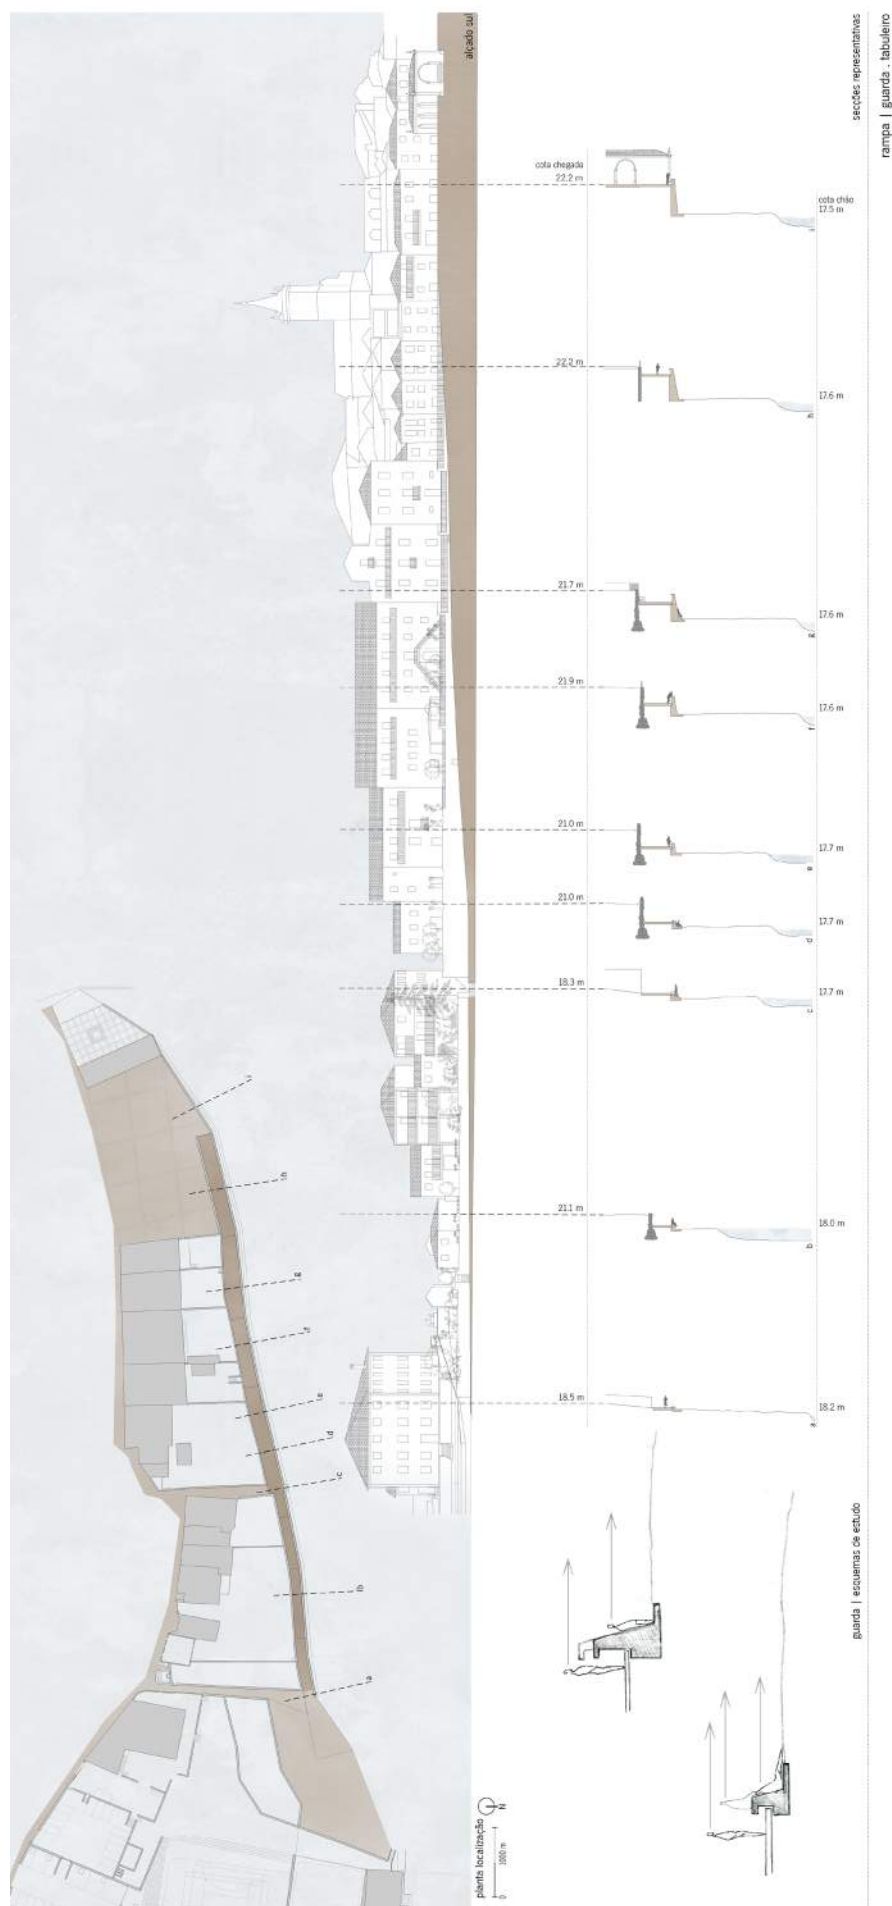 rampa | guarda . tabuleiro
secções representativas
alçado sul
cota chegada
22.2 m
cota chão
17.5 m
i
22.2 m
17.6 m
h
21.7 m
17.6 m
g
21.9 m
17.6 m
f
21.0 m
17.7 m
e
21.0 m
17.7 m
d
18.3 m
17.7 m
c
21.1 m
18.0 m
b
18.5 m
18.2 m
a
i
h
g
f
e
d
c
b
a
planta localização
N
0 1000 m
guarda | esquemas de estudo